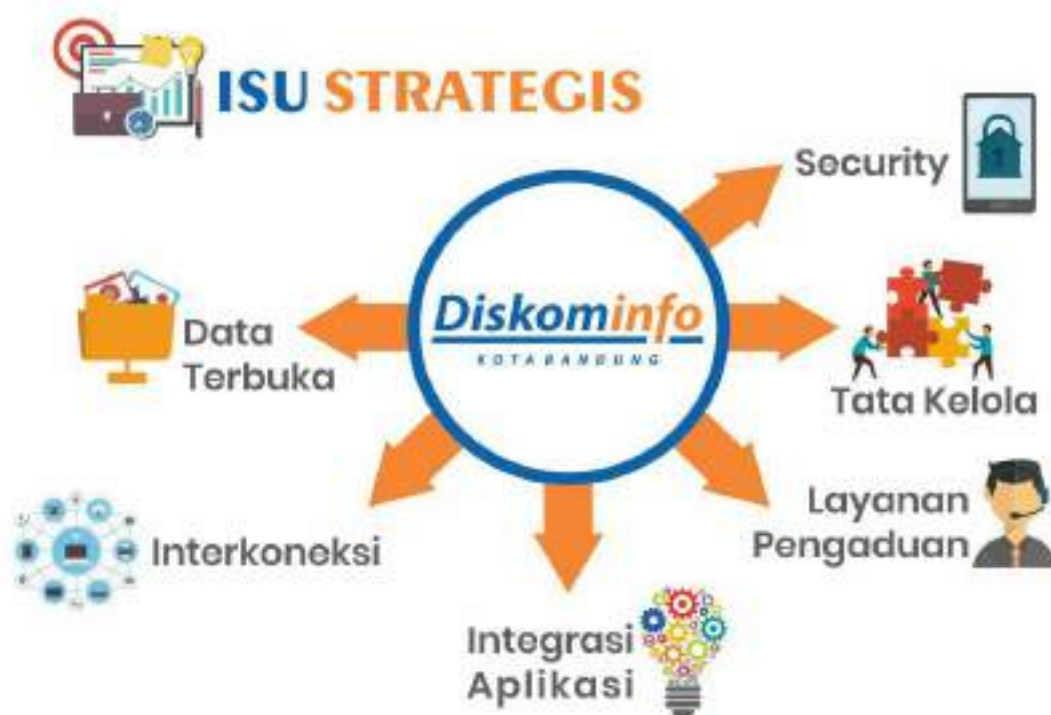 ISU STRATEGIS
Security
Diskominfo
KOTA BANDUNG
Data
Terbuka
Tata Kelola
Layanan
Pengaduan
Interkoneksi
Integrasi
Aplikasi